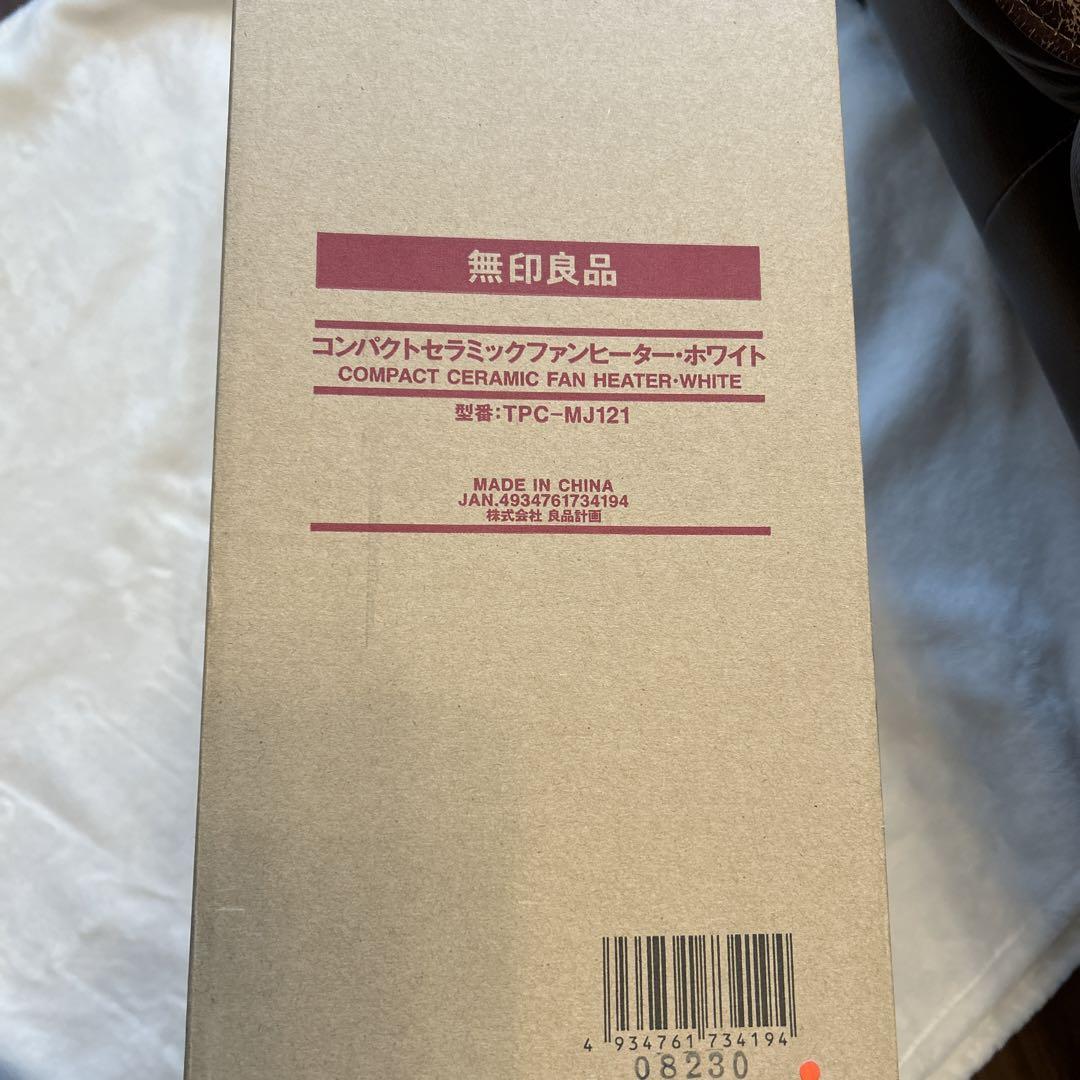 無印良品
コンパクトセラミックファンヒーター・ホワイト
COMPACT CERAMIC FAN HEATER・WHITE
型番:TPC-MJ121
MADE IN CHINA
JAN.4934761734194
株式会社 良品計画
4 934761 734194
08230